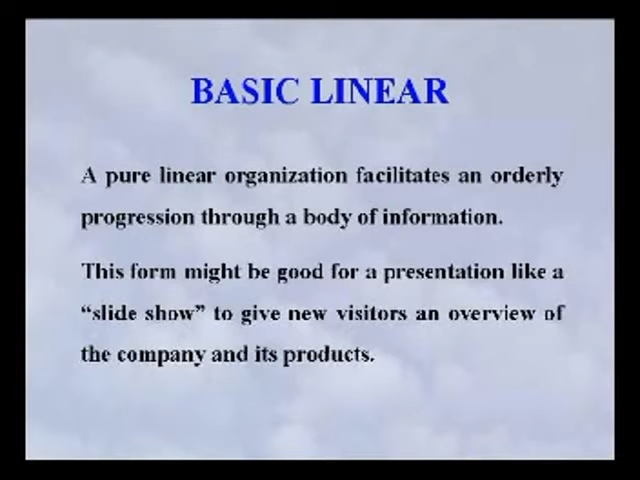 BASIC LINEAR
A pure linear organization facilitates an orderly
progression through a body of information.
This form might be good for a presentation like a
“slide show” to give new visitors an overview of
the company and its products.